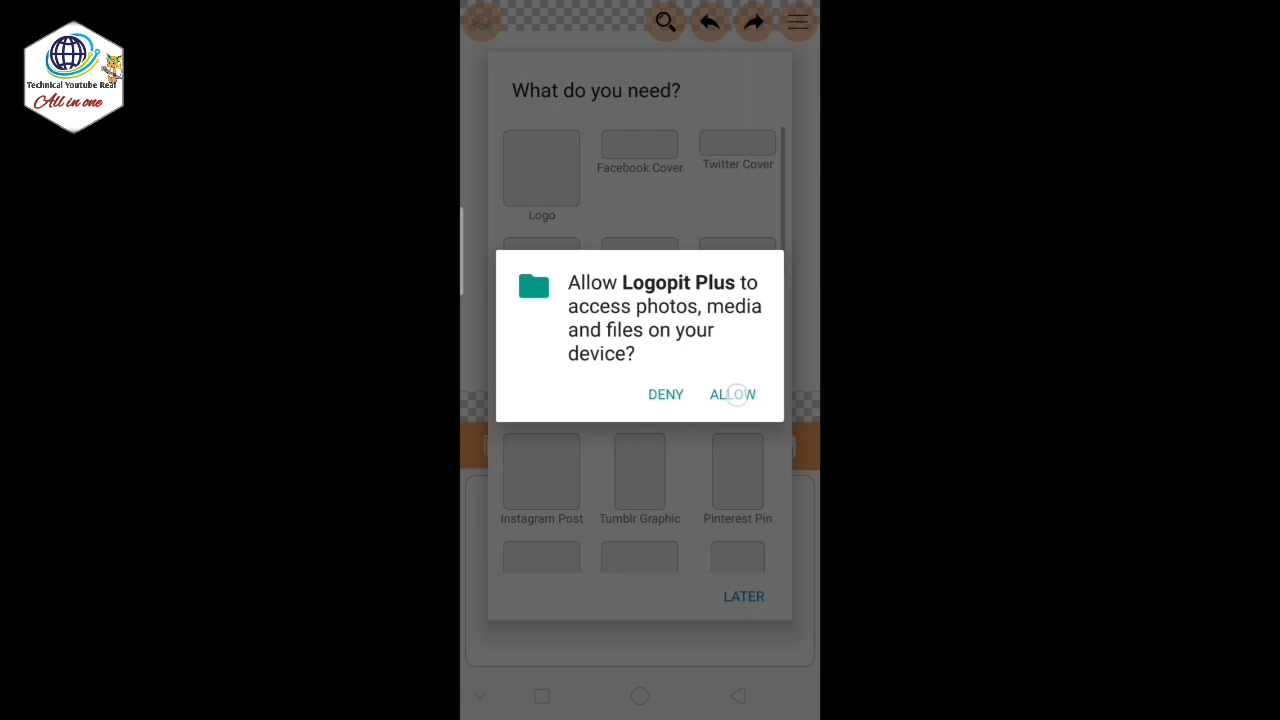 Technical Youtube Real
All in one
What do you need?
Facebook Cover
Twitter Cover
Logo
Allow Logopit Plus to
access photos, media
and files on your
device?
DENY
ALLOW
Instagram Post
Tumblr Graphic
Pinterest Pin
LATER